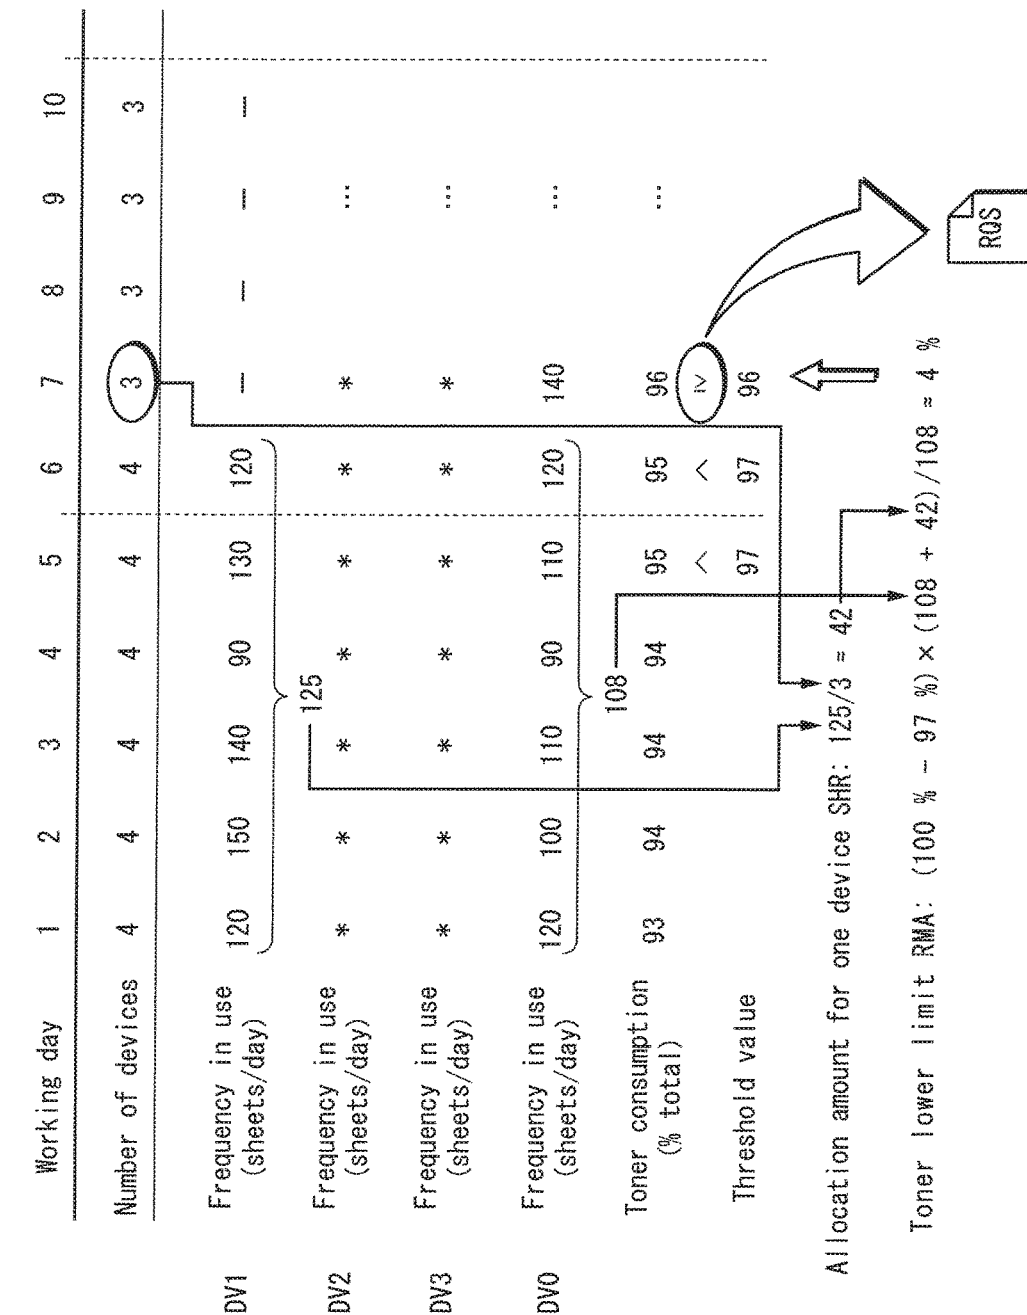 Working day 1 2 3 4 5 6 7 8 9 10
Number of devices 4 4 4 4 4 4 3 3 3 3
DV1 Frequency in use 120 150 140 90 130 120 — — — —
(sheets/day)
125
DV2 Frequency in use * * * * * * * ...
(sheets/day)
DV3 Frequency in use * * * * * * * ...
(sheets/day)
DV0 Frequency in use 120 100 110 90 110 120 140 ...
(sheets/day)
108
Toner consumption 93 94 94 94 95 95 96 ...
(% total)
< < ≥
Threshold value 97 97 96
Allocation amount for one device SHR: 125/3 = 42
Toner lower limit RMA: (100 % - 97 %) × (108 + 42)/108 ≈ 4 %
RQS